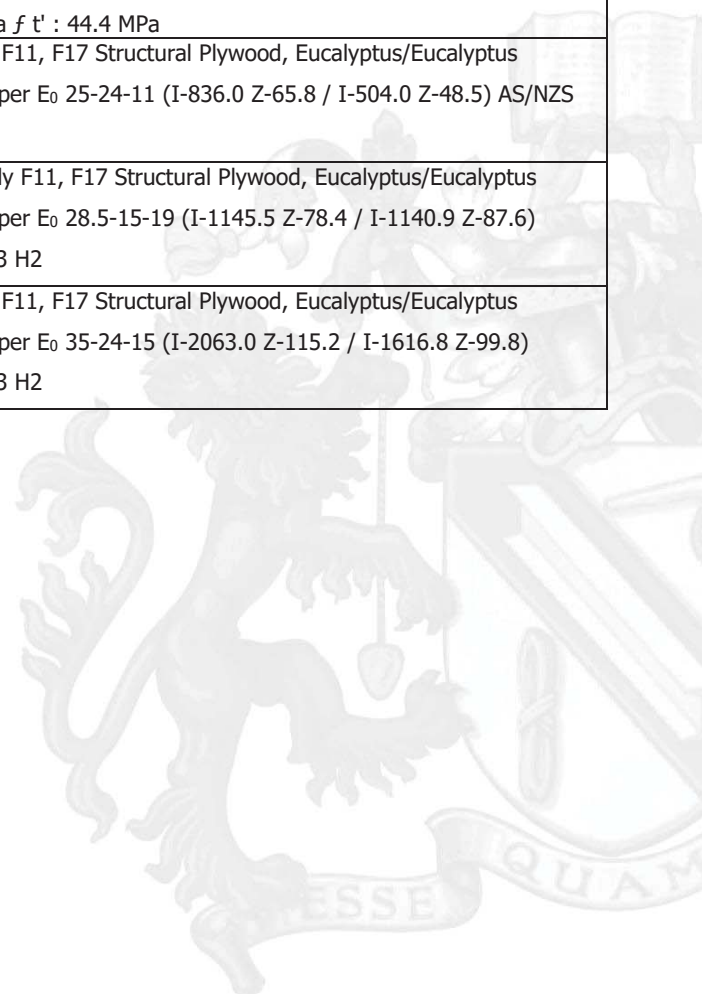 a ƒ t' : 44.4 MPa
F11, F17 Structural Plywood, Eucalyptus/Eucalyptus
per E₀ 25-24-11 (I-836.0 Z-65.8 / I-504.0 Z-48.5) AS/NZS
ly F11, F17 Structural Plywood, Eucalyptus/Eucalyptus
per E₀ 28.5-15-19 (I-1145.5 Z-78.4 / I-1140.9 Z-87.6)
3 H2
F11, F17 Structural Plywood, Eucalyptus/Eucalyptus
per E₀ 35-24-15 (I-2063.0 Z-115.2 / I-1616.8 Z-99.8)
3 H2
ESSE QUAM